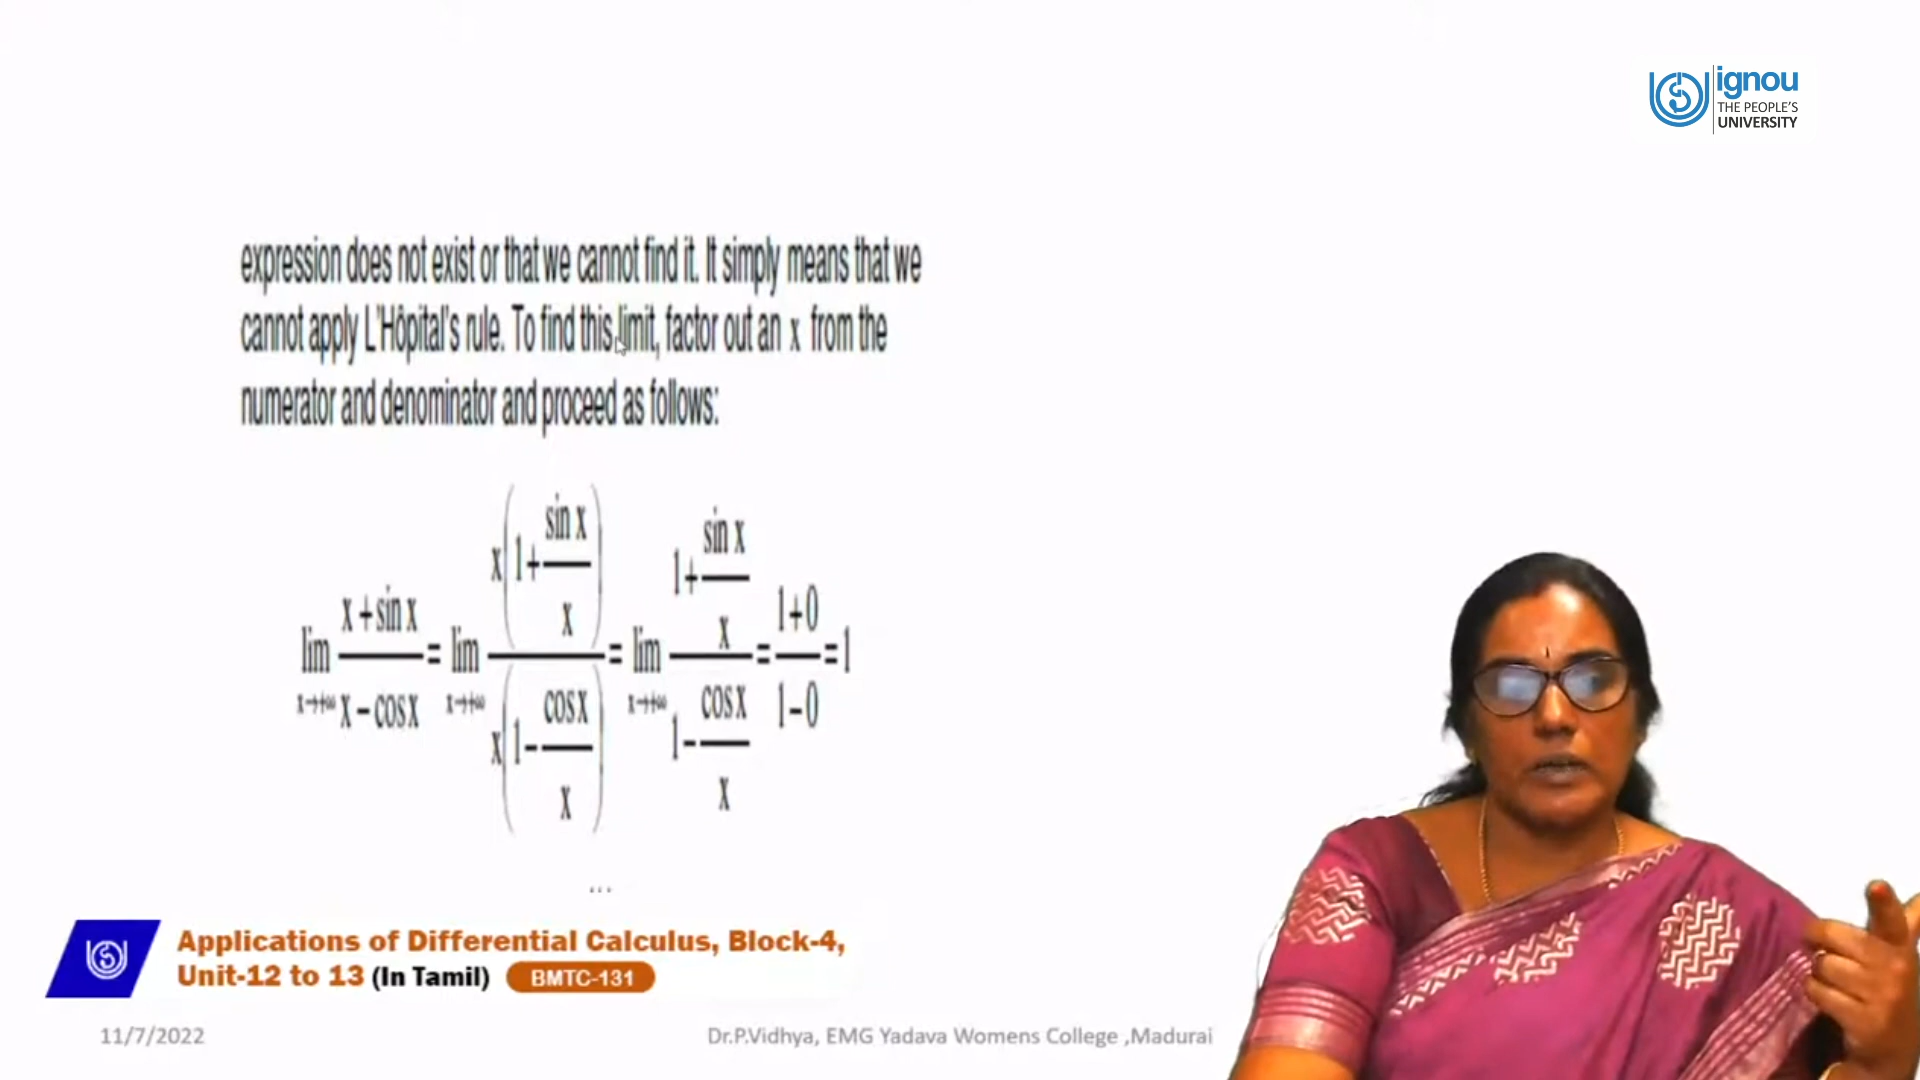 ignou
THE PEOPLE'S
UNIVERSITY
expression does not exist or that we cannot find it. It simply means that we
cannot apply L'Hôpital's rule. To find this limit, factor out an x from the
numerator and denominator and proceed as follows:
lim x→+∞ (x + sin x)/(x − cos x) = lim x→+∞ x(1 + sin x/x)/x(1 − cos x/x) = lim x→+∞ (1 + sin x/x)/(1 − cos x/x) = (1+0)/(1−0) = 1
...
Applications of Differential Calculus, Block-4,
Unit-12 to 13 (In Tamil) BMTC-131
11/7/2022 Dr.P.Vidhya, EMG Yadava Womens College ,Madurai